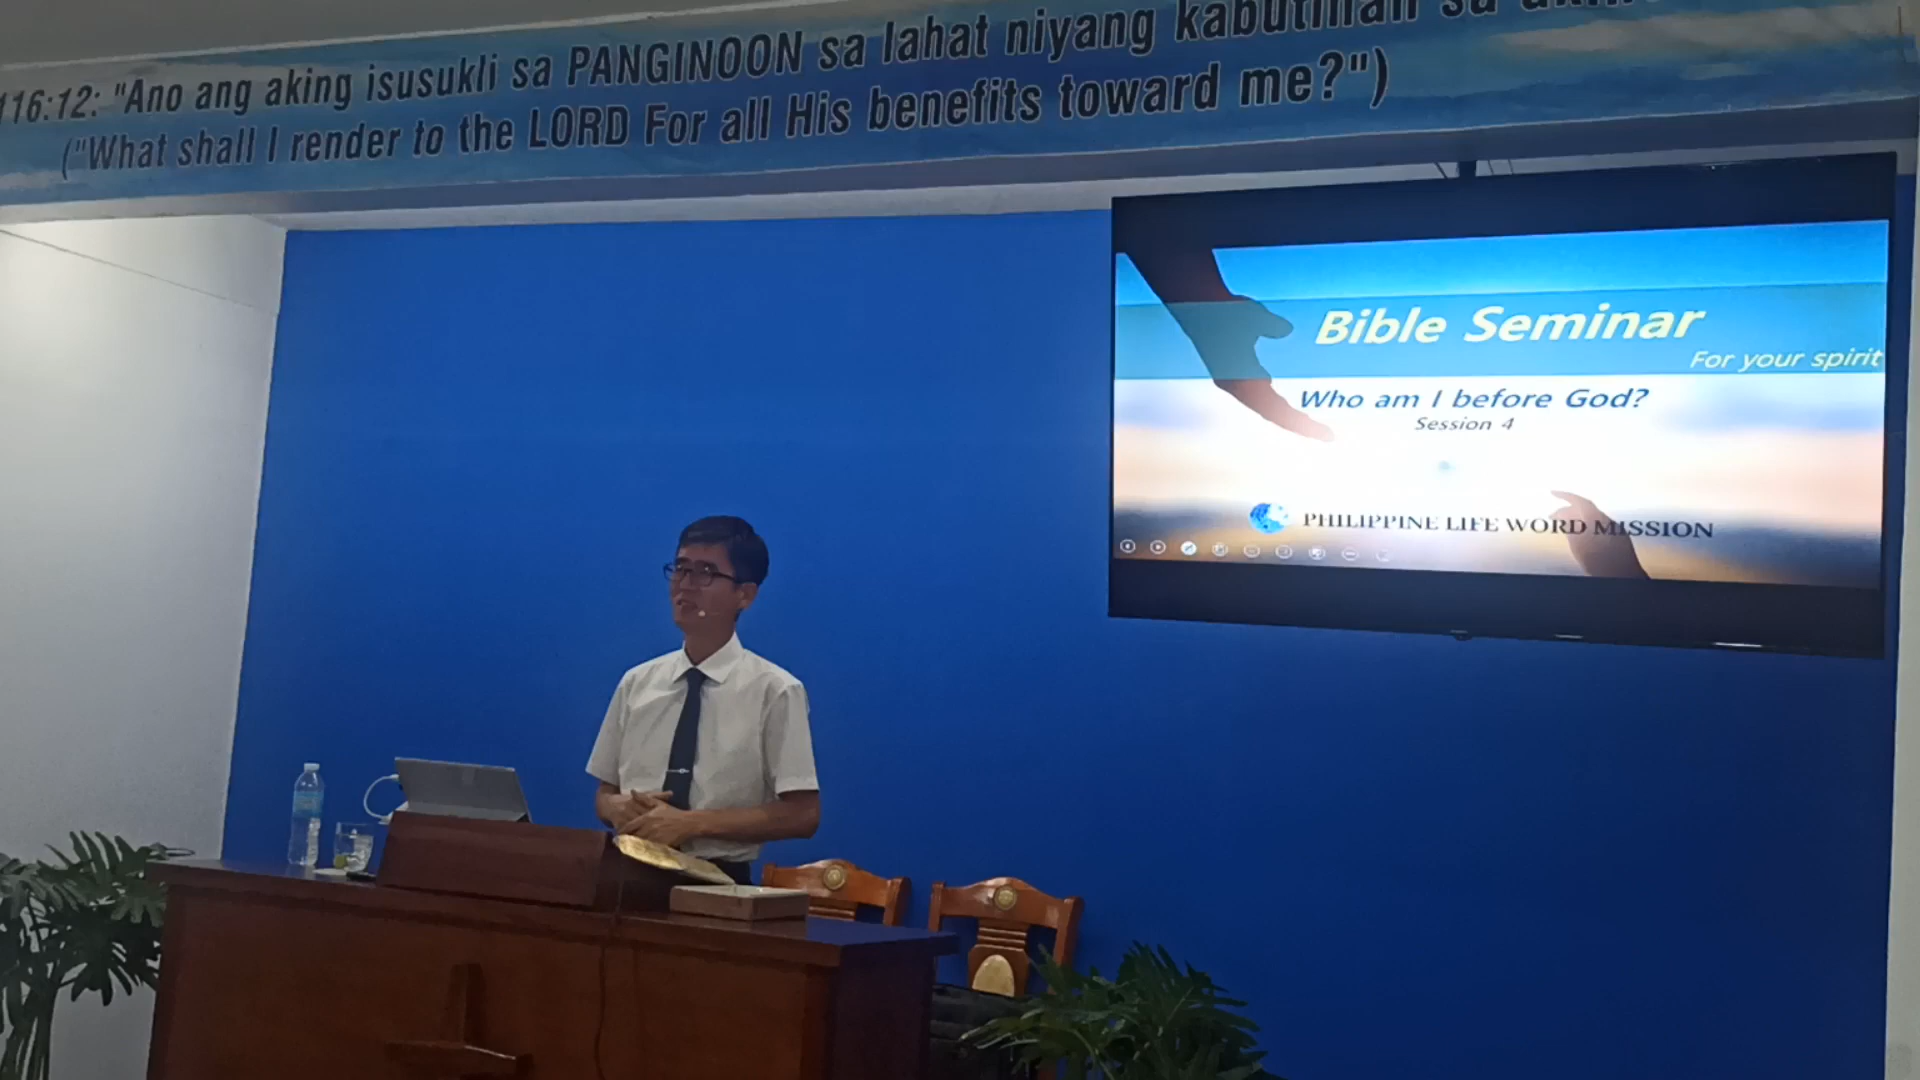 116:12: "Ano ang aking isusukli sa PANGINOON sa lahat niyang kabutihan sa
("What shall I render to the LORD For all His benefits toward me?")
Bible Seminar
For your spirit
Who am I before God?
Session 4
PHILIPPINE LIFE WORD MISSION